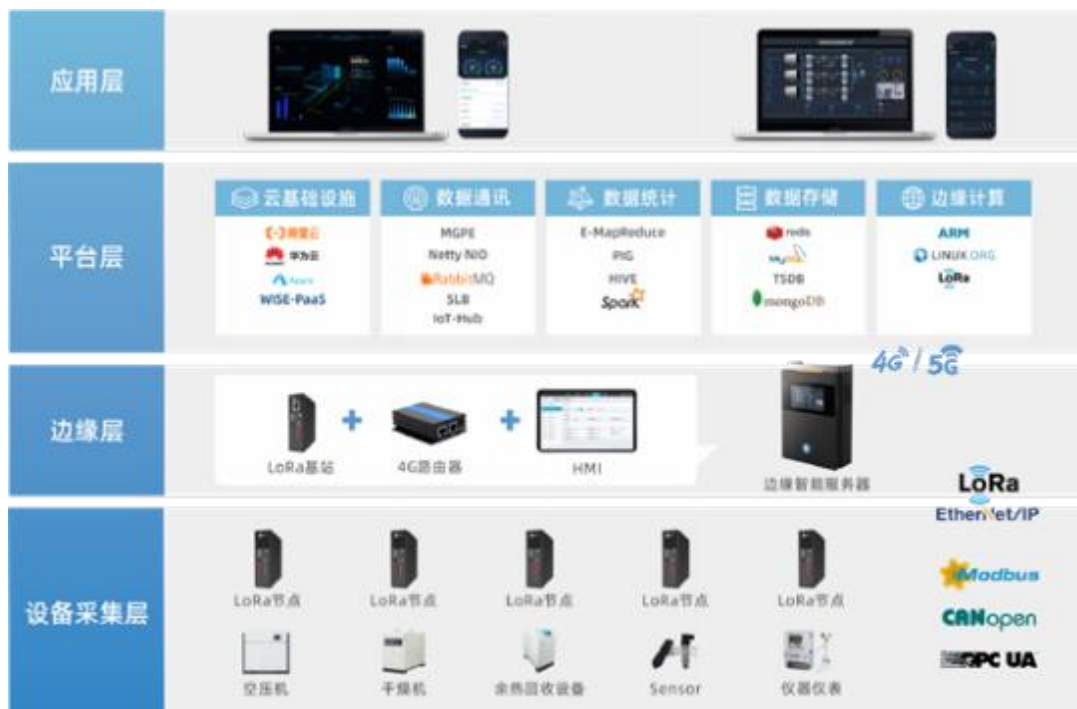 应用层
平台层
云基础设施
数据通讯
数据统计
数据存储
边缘计算
阿里云
华为云
Azure
WISE-PaaS
MGPE
Netty NIO
RabbitMQ
SLB
IoT-Hub
E-MapReduce
PIG
HIVE
Spark
redis
MySQL
TSDB
mongoDB
ARM
LINUX.ORG
LoRa
4G / 5G
边缘层
LoRa基站
4G路由器
HMI
边缘智能服务器
LoRa
EtherNet/IP
设备采集层
LoRa节点
LoRa节点
LoRa节点
LoRa节点
LoRa节点
Modbus
CANopen
OPC UA
空压机
干燥机
余热回收设备
Sensor
仪器仪表